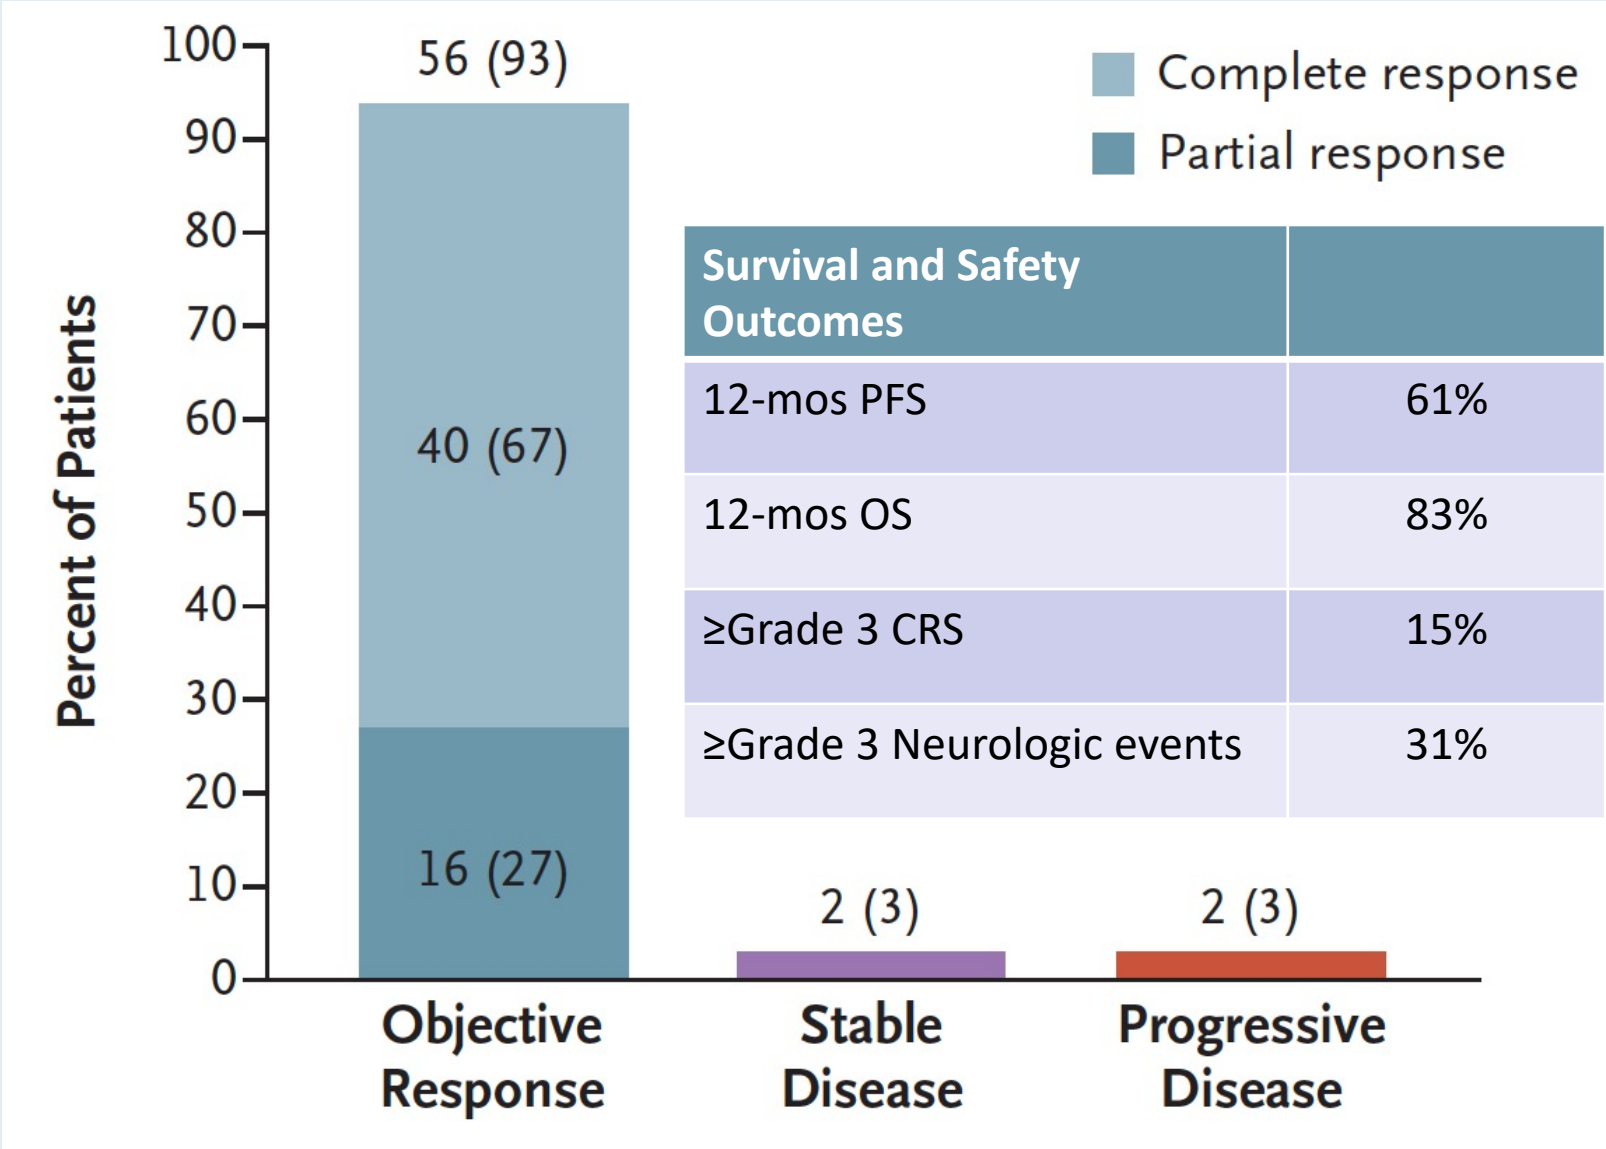 100
90
80
70
60
50
40
30
20
10
0
Percent of Patients
56 (93)
40 (67)
16 (27)
2 (3)
2 (3)
Objective
Response
Stable
Disease
Progressive
Disease
Complete response
Partial response
Survival and Safety
Outcomes
12-mos PFS 61%
12-mos OS 83%
≥Grade 3 CRS 15%
≥Grade 3 Neurologic events 31%